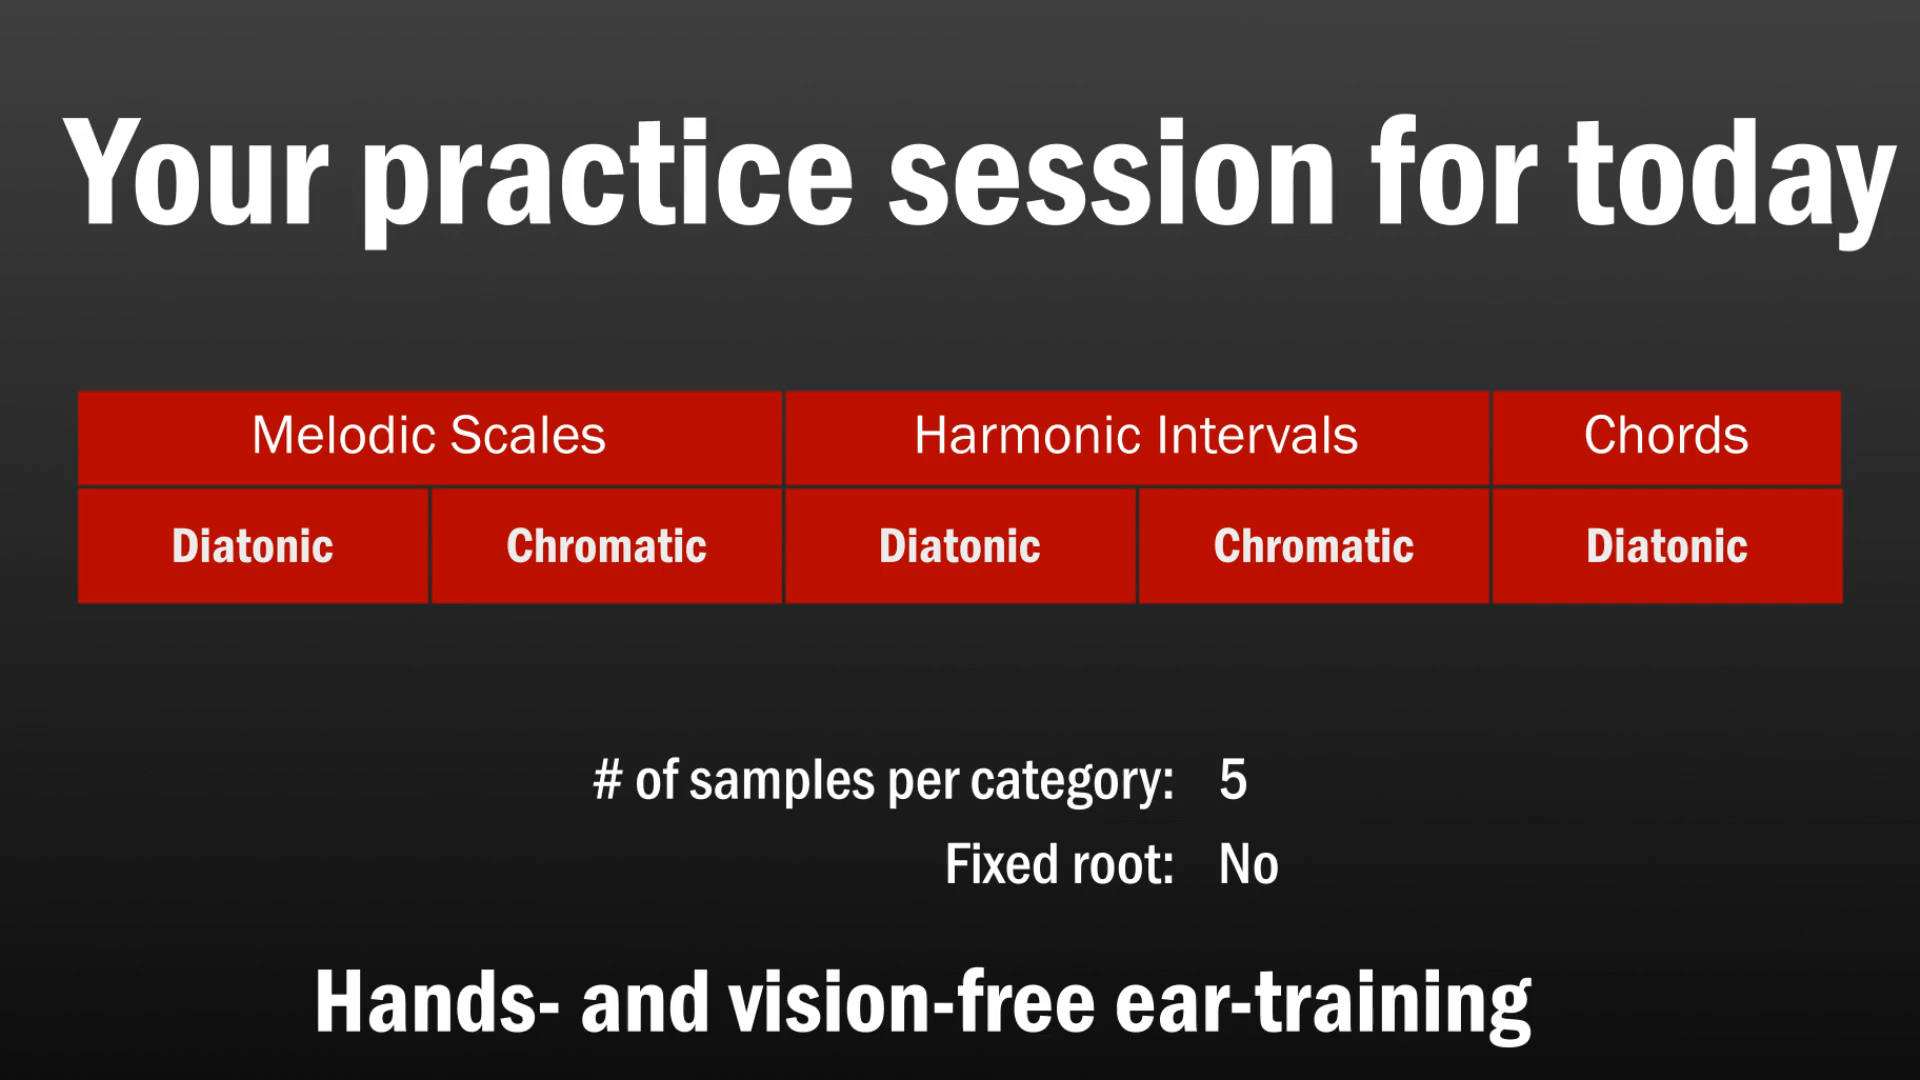 Your practice session for today
Melodic Scales Harmonic Intervals Chords
Diatonic Chromatic Diatonic Chromatic Diatonic
# of samples per category: 5
Fixed root: No
Hands- and vision-free ear-training